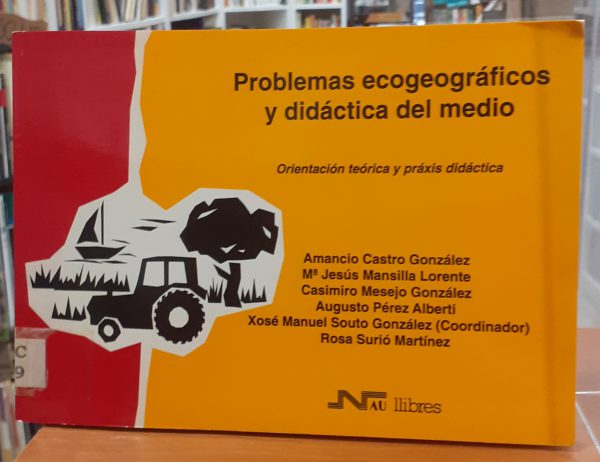 Problemas ecogeográficos
y didáctica del medio
Orientación teórica y práxis didáctica
Amancio Castro González
Mª Jesús Mansilla Lorente
Casimiro Mesejo González
Augusto Pérez Alberti
Xosé Manuel Souto González (Coordinador)
Rosa Surió Martínez
C
9
NAU llibres